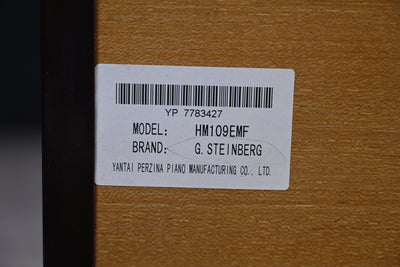 YP 7783427
MODEL: HM109EMF
BRAND: G.STEINBERG
YANTAI PERZINA PIANO MANUFACTURING CO., LTD.